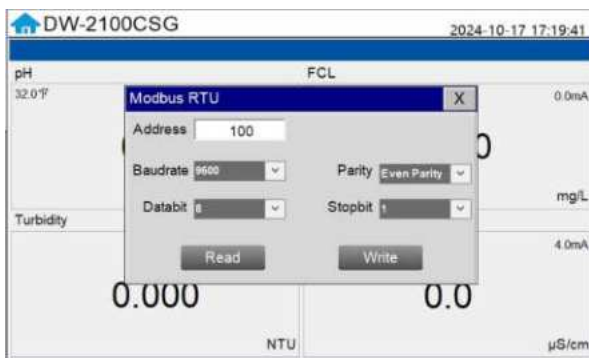 DW-2100CSG
2024-10-17 17:19:41
pH
FCL
32.0°F
0.0mA
Modbus RTU
X
Address 100
Baudrate 9600
Parity Even Parity
Databit 8
Stopbit 1
mg/L
Turbidity
4.0mA
Read
Write
0.000
0.0
NTU
µS/cm